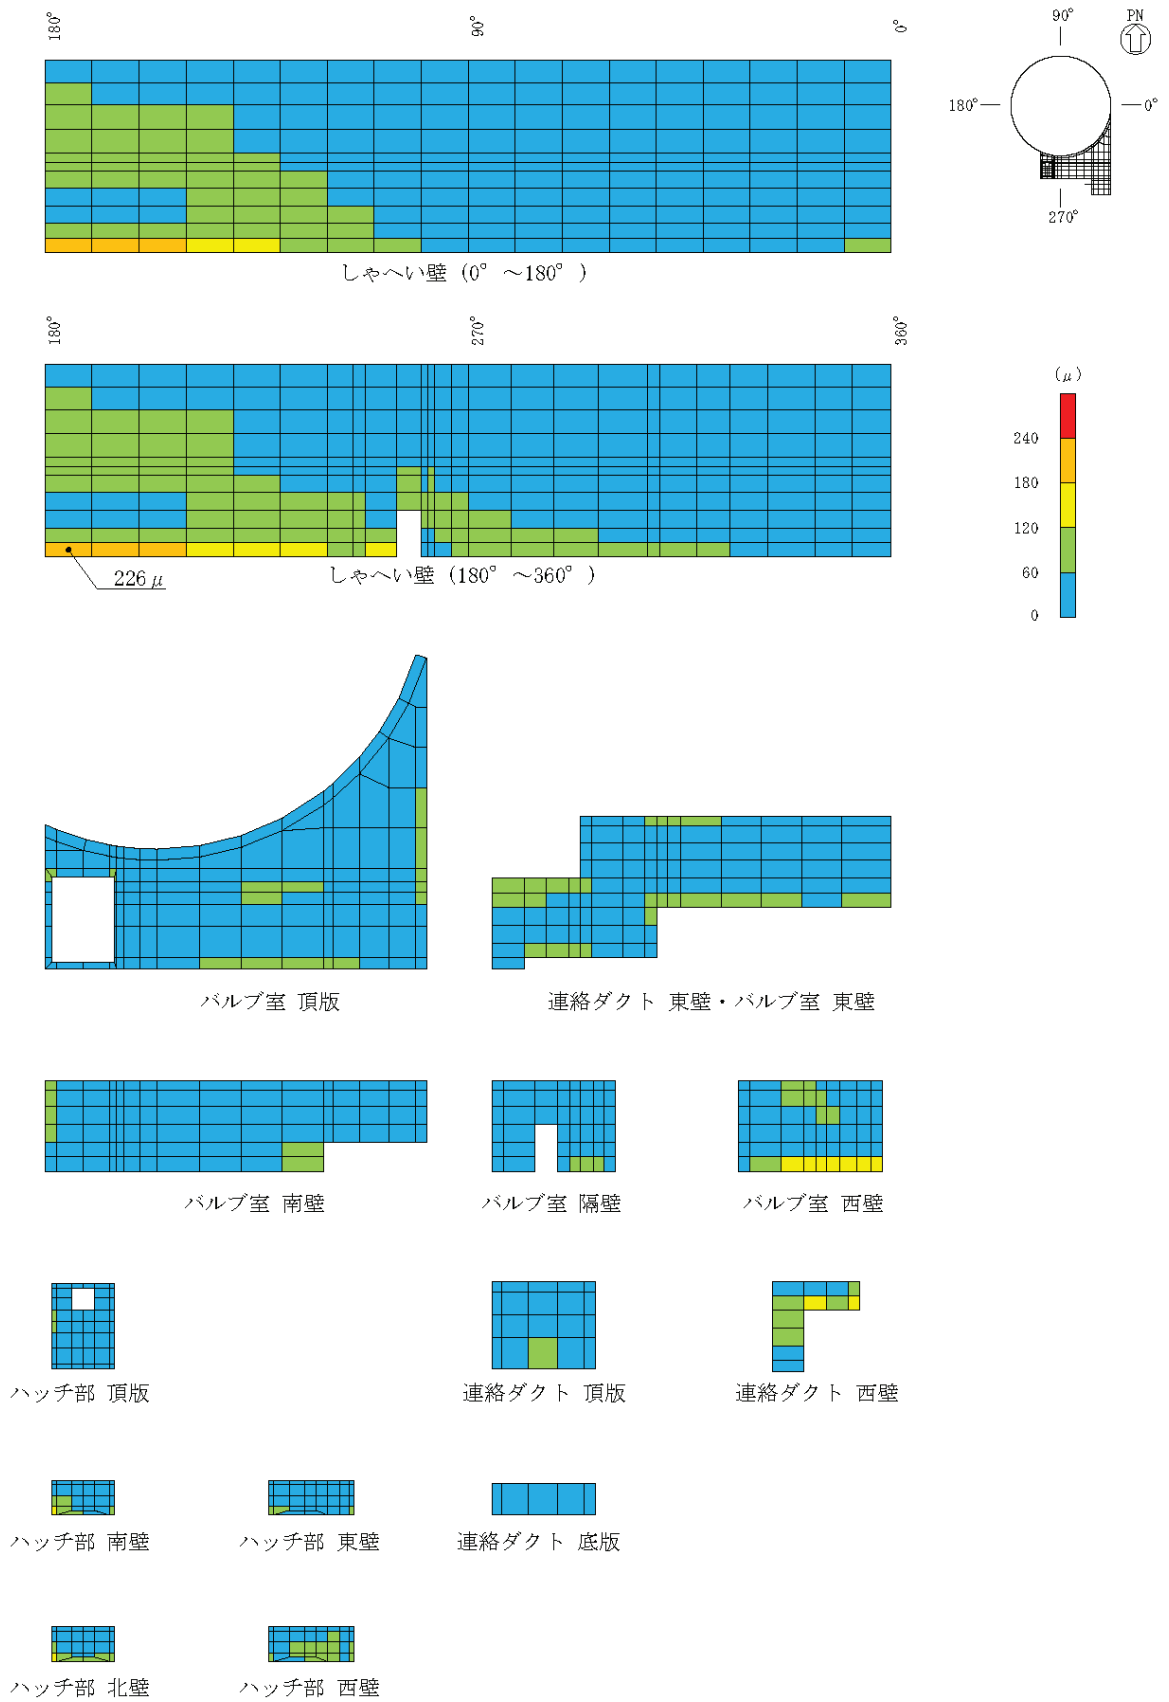 180°
90°
0°
90°
PN
180°
0°
270°
しゃへい壁 (0° ～180° )
180°
270°
360°
(μ)
240
180
120
60
0
226μ
しゃへい壁 (180° ～360° )
バルブ室 頂版
連絡ダクト 東壁・バルブ室 東壁
バルブ室 南壁
バルブ室 隔壁
バルブ室 西壁
ハッチ部 頂版
連絡ダクト 頂版
連絡ダクト 西壁
ハッチ部 南壁
ハッチ部 東壁
連絡ダクト 底版
ハッチ部 北壁
ハッチ部 西壁